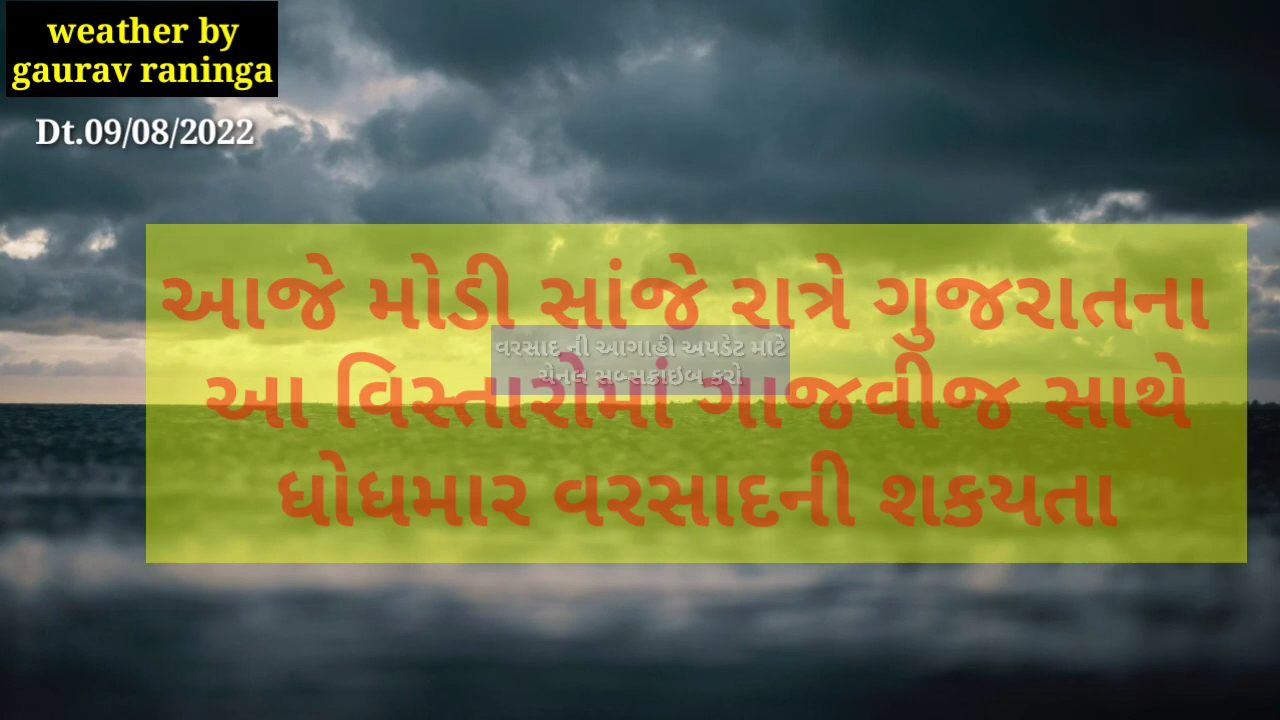 weather by
gaurav raninga
Dt.09/08/2022
આજે મોડી સાંજે રાત્રે ગુજરાતના
વરસાદ ની આગાહી અપડેટ માટે
ચેનલ સબ્સક્રાઇબ કરો
આ વિસ્તારોમાં ગાજવીજ સાથે
ધોધમાર વરસાદની શકયતા